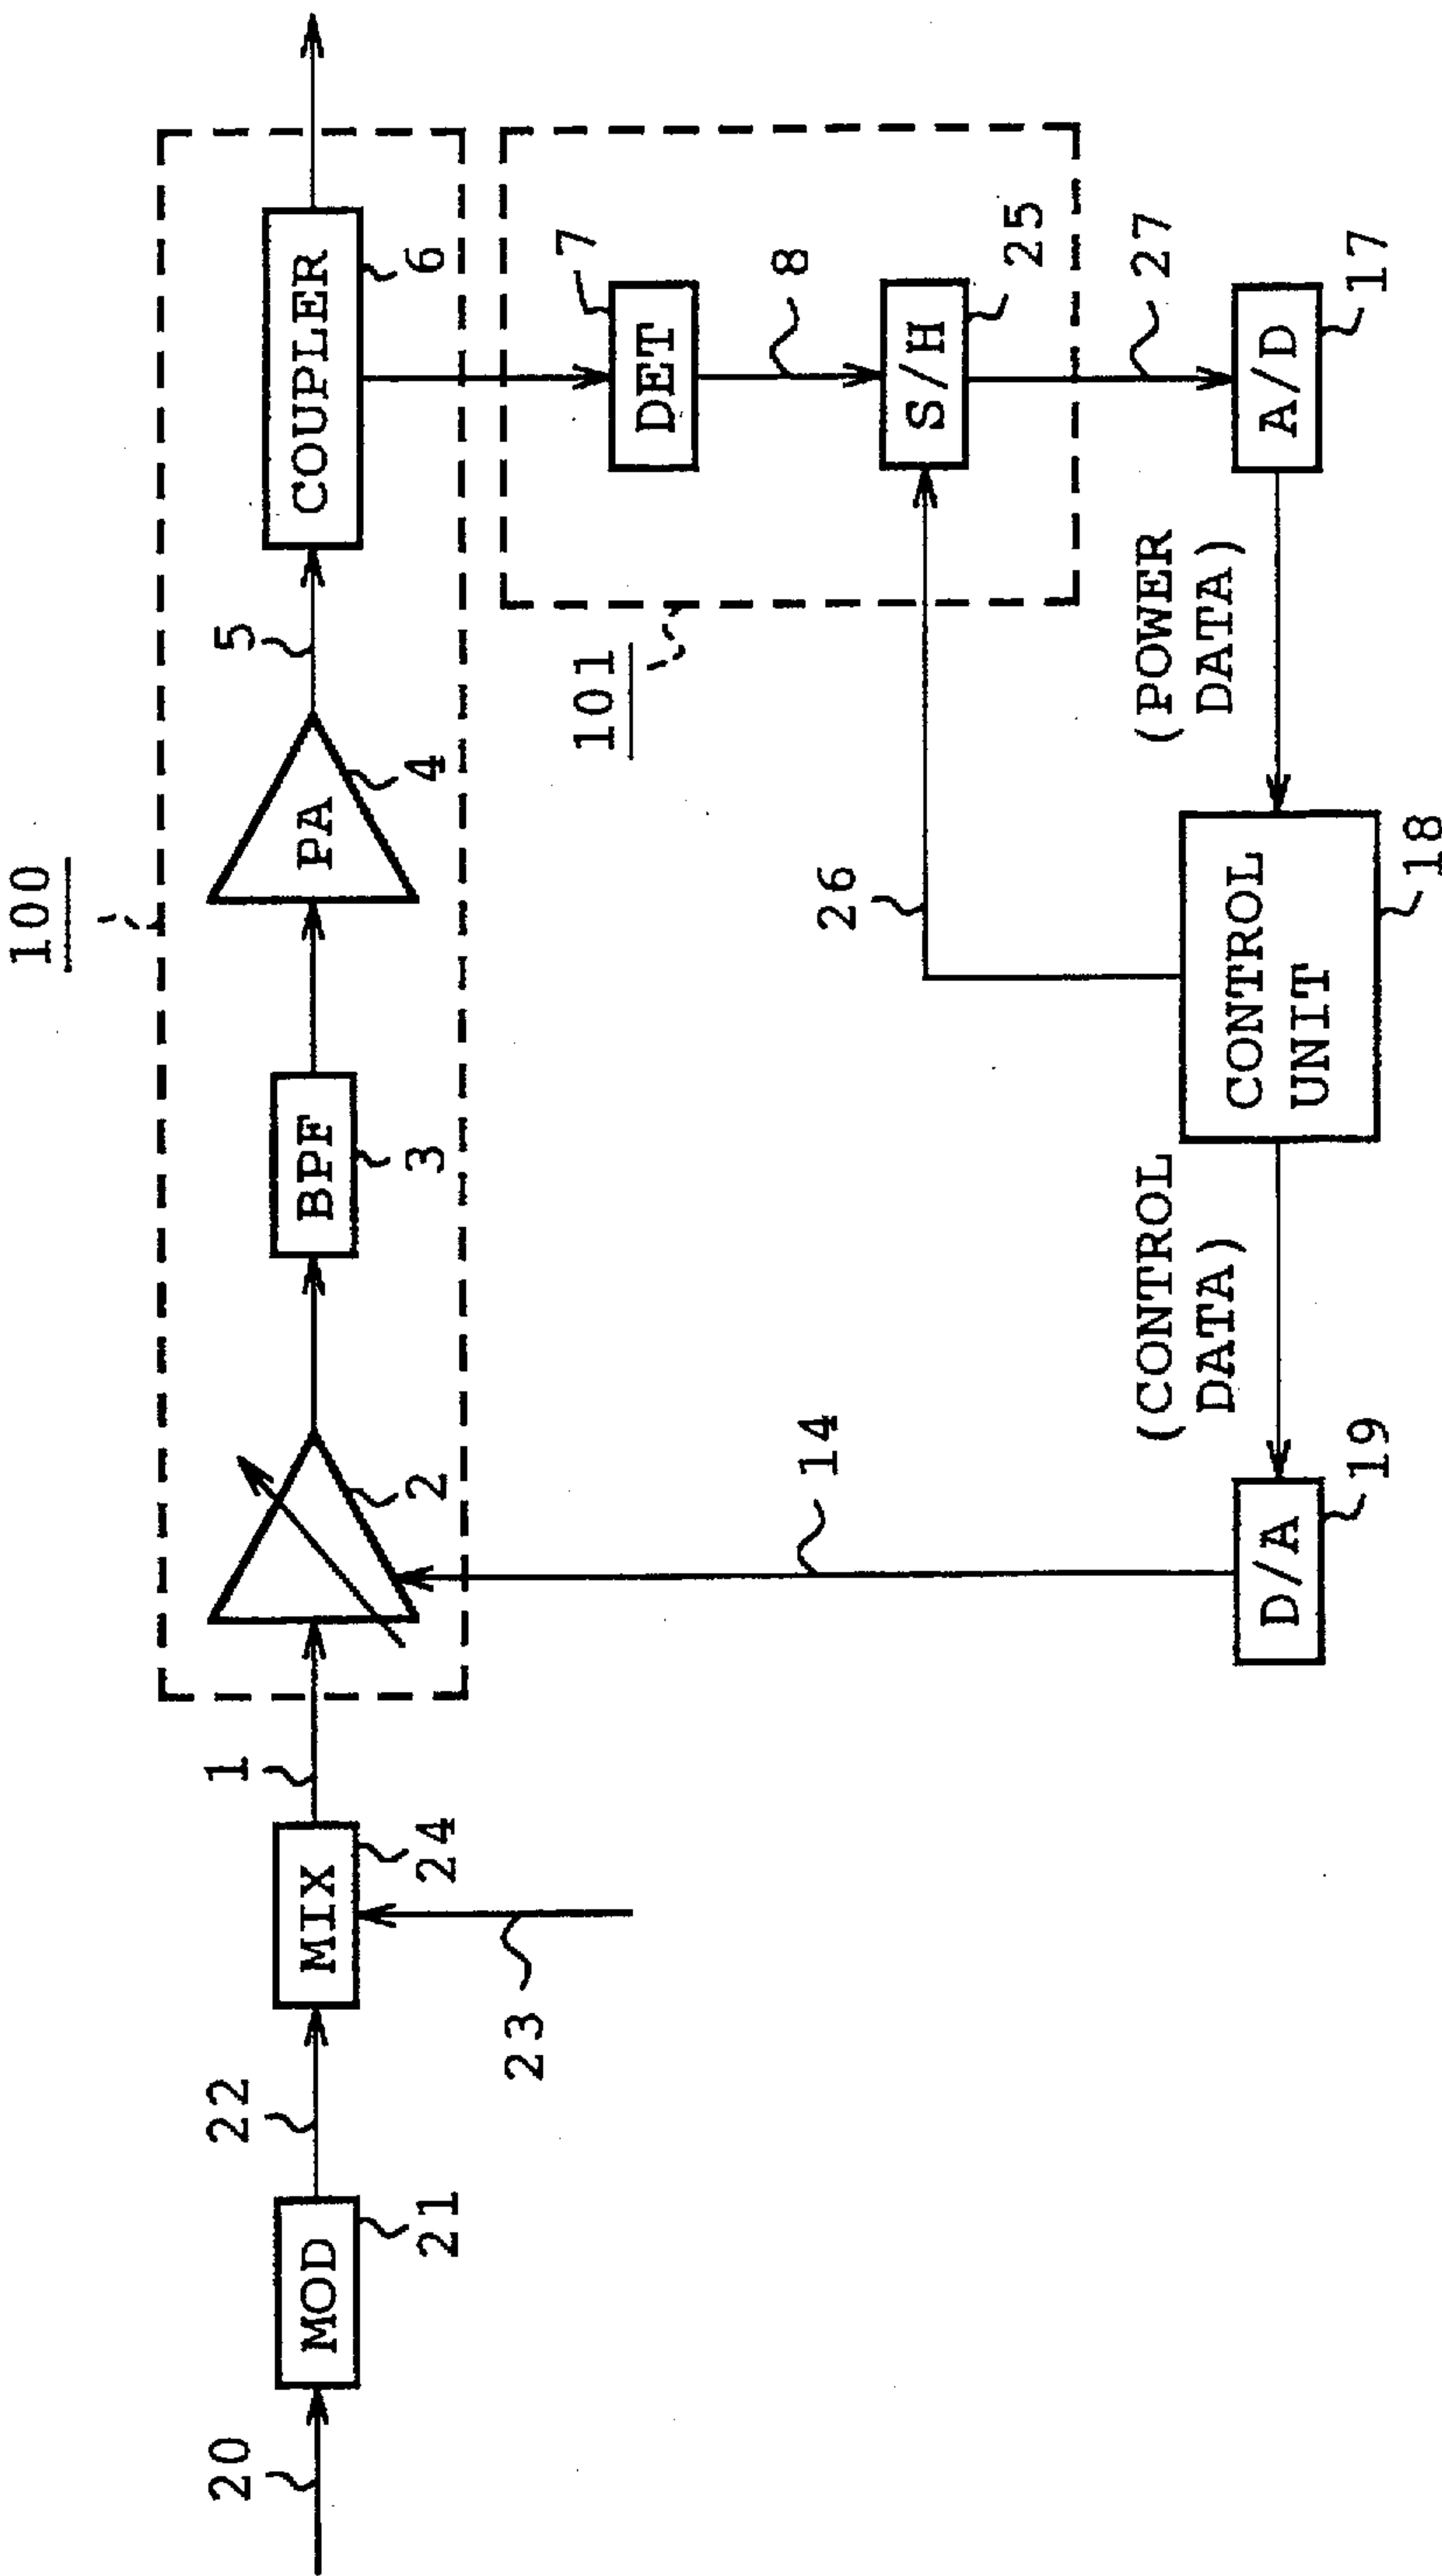 100
20
MOD
21
22
MIX
24
23
1
2
BPF
3
PA
4
5
COUPLER
6
101
DET
7
8
S/H
25
26
27
14
D/A
19
(CONTROL
DATA)
CONTROL
UNIT
18
(POWER
DATA)
A/D
17